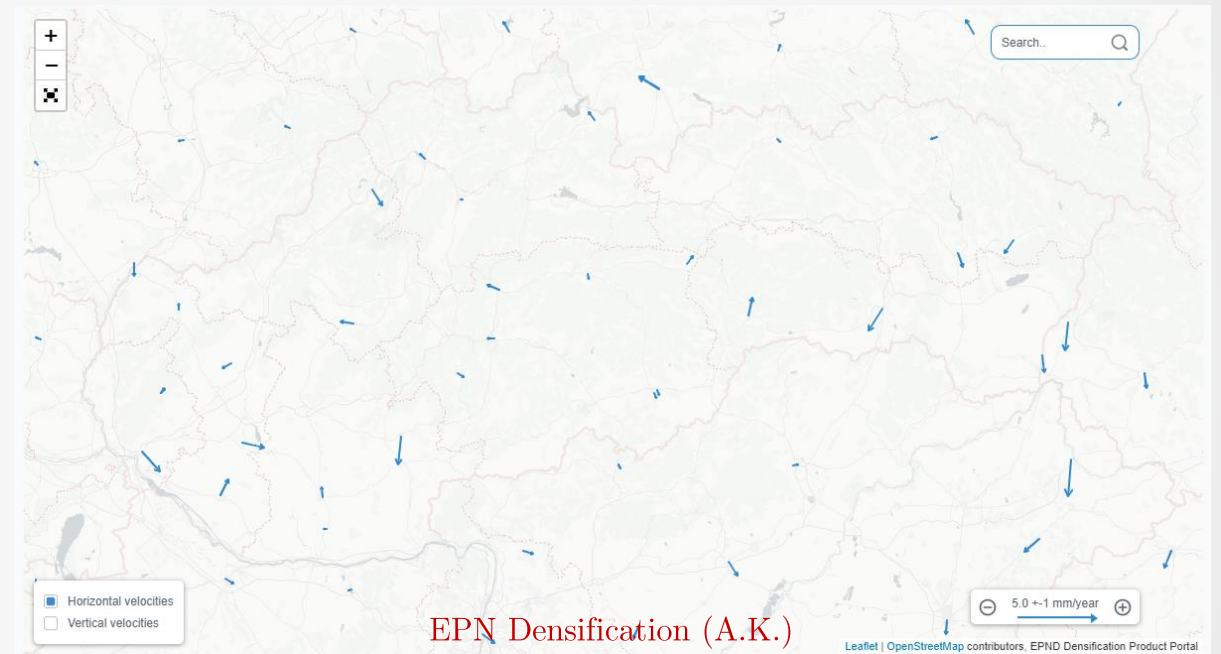 +
−
Search..
Horizontal velocities
Vertical velocities
5.0 +-1 mm/year
EPN Densification (A.K.)
Leaflet | OpenStreetMap contributors, EPND Densification Product Portal